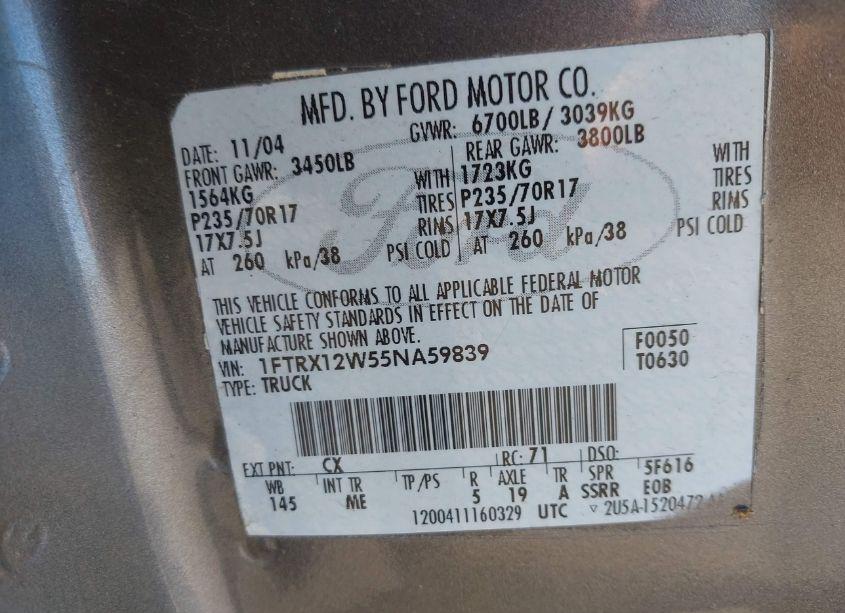 MFD. BY FORD MOTOR CO.
DATE: 11/04 GVWR: 6700LB / 3039KG
FRONT GAWR: 3450LB REAR GAWR: 3800LB
1564KG WITH 1723KG WITH
P235/70R17 TIRES P235/70R17 TIRES
17X7.5J RIMS 17X7.5J RIMS
AT 260 kPa/38 PSI COLD AT 260 kPa/38 PSI COLD
THIS VEHICLE CONFORMS TO ALL APPLICABLE FEDERAL MOTOR
VEHICLE SAFETY STANDARDS IN EFFECT ON THE DATE OF
MANUFACTURE SHOWN ABOVE.
VIN: 1FTRX12W55NA59839 F0050
TYPE: TRUCK T0630
EXT PNT: CX RC: 71 DSO:
WB INT TR TP/PS R AXLE TR SPR 5F616
145 ME 5 19 A SSRR EOB
1200411160329 UTC ▽ 2U5A-1520472
Ford